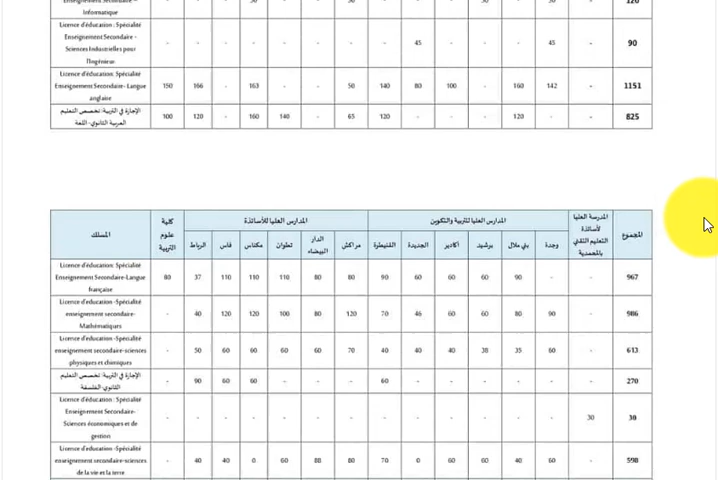 Informatique
120
Licence d'éducation : Spécialité
Enseignement Secondaire -
Sciences Industrielles pour
l'Ingénieur
- - - - - - - 45 - - - 45 - 90
Licence d'éducation: Spécialité
Enseignement Secondaire- Langue
anglaise
150 166 - 163 - 50 140 80 100 - 160 142 - 1151
الإجازة في التربية: تخصص التعليم
العربية الثانوي- اللغة
100 120 - 160 140 - 65 120 - - - 120 - - 825
المسلك
كلية
علوم
التربية
المدارس العليا للأساتذة
المدارس العليا للتربية والتكوين
المدرسة العليا
لأساتذة
التعليم التقني
بالمحمدية
المجموع
الرباط فاس مكناس تطوان الدار البيضاء مراكش القنيطرة الجديدة أكادير برشيد بني ملال وجدة
Licence d'éducation: Spécialité
Enseignement Secondaire-Langue
française
80 37 110 110 110 80 80 90 60 60 60 90 - - 967
Licence d'éducation -Spécialité
enseignement secondaire-
Mathématiques
- 40 120 120 100 80 120 70 46 60 60 80 90 - 986
Licence d'éducation -Spécialité
enseignement secondaire-sciences
physiques et chimiques
- 50 60 60 60 60 70 40 40 40 38 35 60 - 613
الإجازة في التربية: تخصص التعليم
الثانوي-الفلسفة
- 90 60 60 - - - 60 - - - - - - 270
Licence d'éducation : Spécialité
Enseignement Secondaire-
Sciences économiques et de
gestion
- - - - - - - - - - - - - 30 30
Licence d'éducation -Spécialité
enseignement secondaire-sciences
de la vie et la terre
- 40 40 0 60 80 80 70 0 60 60 40 60 - 590